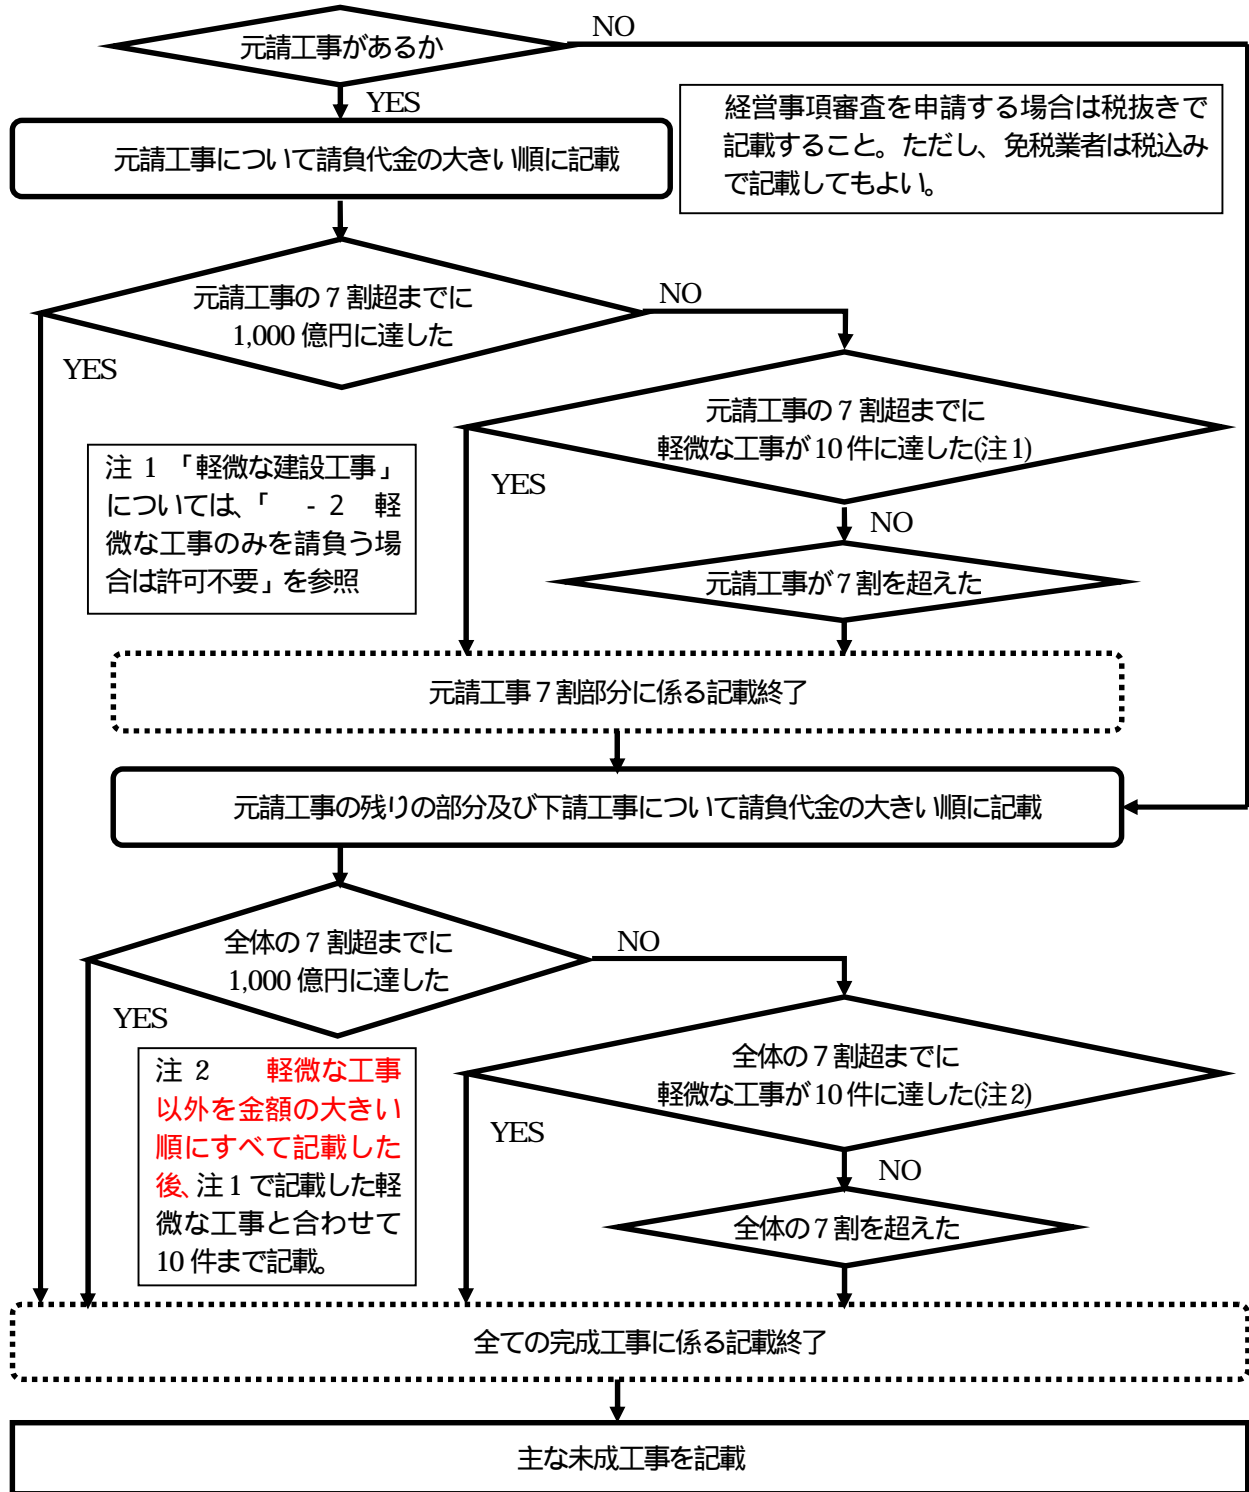 元請工事があるか
NO
YES
経営事項審査を申請する場合は税抜きで
記載すること。ただし、免税業者は税込み
で記載してもよい。
元請工事について請負代金の大きい順に記載
元請工事の7割超までに
1,000億円に達した
NO
YES
元請工事の7割超までに
軽微な工事が10件に達した(注1)
注 1 「軽微な建設工事」
については、「　- 2　軽
微な工事のみを請負う場
合は許可不要」を参照
YES
NO
元請工事が7割を超えた
元請工事7割部分に係る記載終了
元請工事の残りの部分及び下請工事について請負代金の大きい順に記載
全体の7割超までに
1,000億円に達した
NO
YES
全体の7割超までに
軽微な工事が10件に達した(注2)
注 2　軽微な工事
以外を金額の大きい
順にすべて記載した
後、注1で記載した軽
微な工事と合わせて
10件まで記載。
YES
NO
全体の7割を超えた
全ての完成工事に係る記載終了
主な未成工事を記載